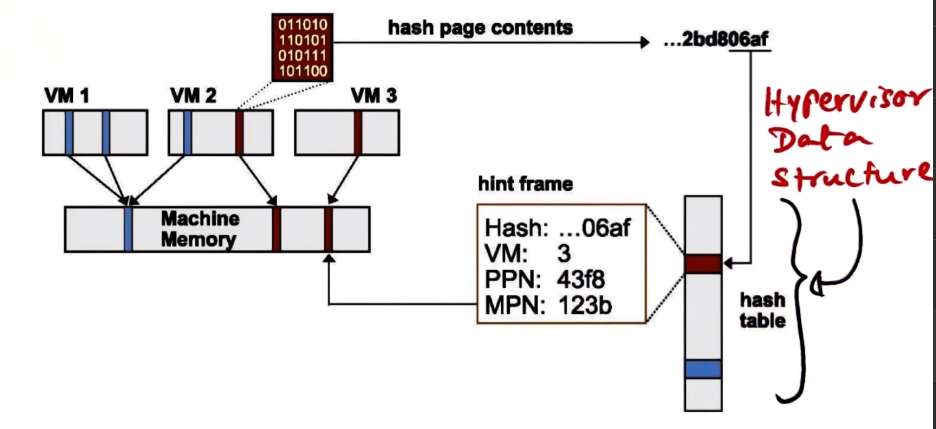 011010
110101
010111
101100
hash page contents
...2bd806af
VM 1
VM 2
VM 3
Hypervisor
Data
Structure
hint frame
Machine
Memory
Hash: ...06af
VM: 3
PPN: 43f8
MPN: 123b
hash
table